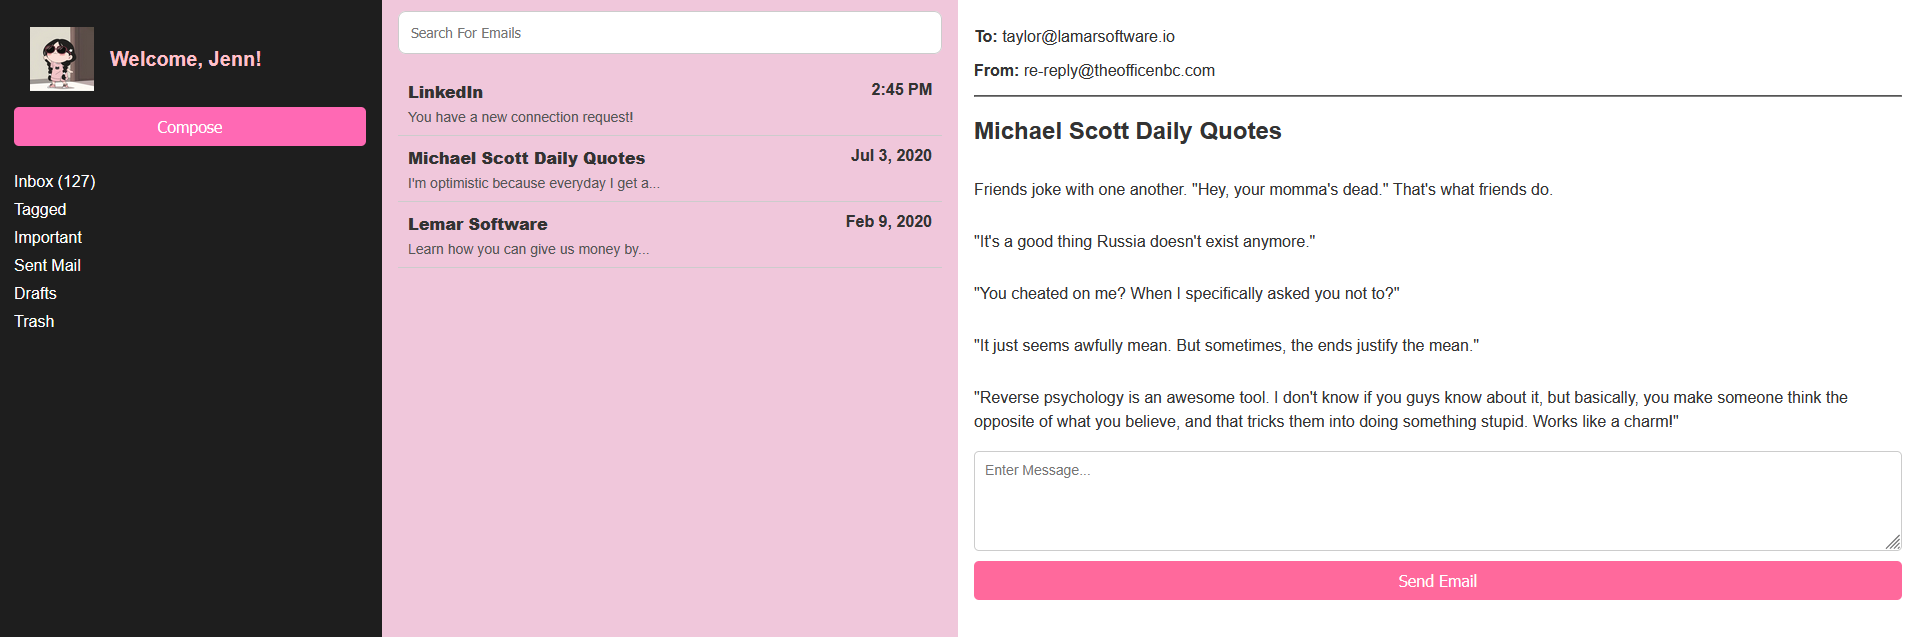 Welcome, Jenn!
Compose
Inbox (127)
Tagged
Important
Sent Mail
Drafts
Trash
Search For Emails
LinkedIn
2:45 PM
You have a new connection request!
Michael Scott Daily Quotes
Jul 3, 2020
I'm optimistic because everyday I get a...
Lemar Software
Feb 9, 2020
Learn how you can give us money by...
To: taylor@lamarsoftware.io
From: re-reply@theofficenbc.com
Michael Scott Daily Quotes
Friends joke with one another. "Hey, your momma's dead." That's what friends do.
"It's a good thing Russia doesn't exist anymore."
"You cheated on me? When I specifically asked you not to?"
"It just seems awfully mean. But sometimes, the ends justify the mean."
"Reverse psychology is an awesome tool. I don't know if you guys know about it, but basically, you make someone think the
opposite of what you believe, and that tricks them into doing something stupid. Works like a charm!"
Enter Message...
Send Email